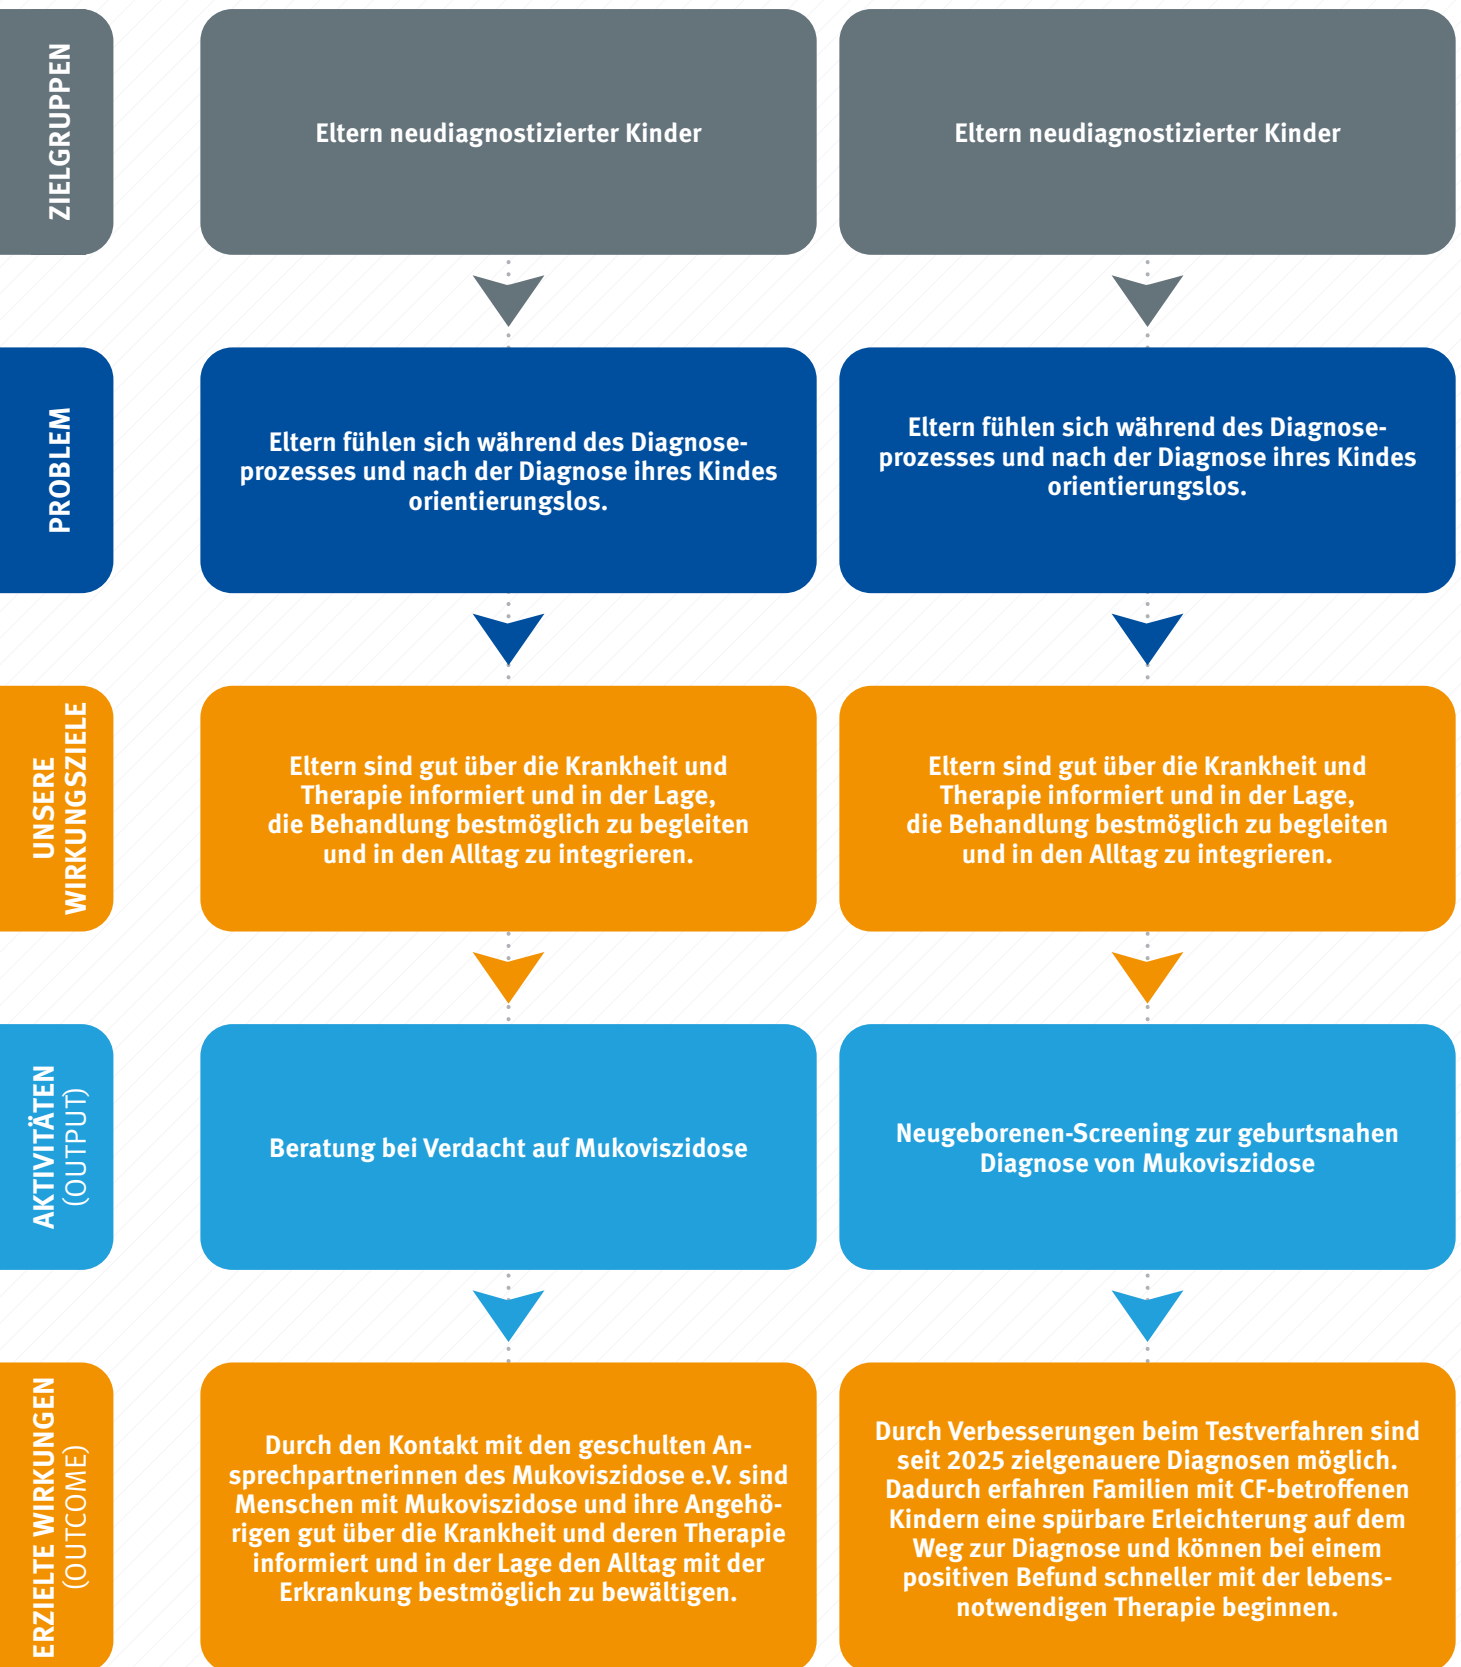 ZIELGRUPPEN
Eltern neudiagnostizierter Kinder
Eltern neudiagnostizierter Kinder
PROBLEM
Eltern fühlen sich während des Diagnose-
prozesses und nach der Diagnose ihres Kindes
orientierungslos.
Eltern fühlen sich während des Diagnose-
prozesses und nach der Diagnose ihres Kindes
orientierungslos.
UNSERE
WIRKUNGSZIELE
Eltern sind gut über die Krankheit und
Therapie informiert und in der Lage,
die Behandlung bestmöglich zu begleiten
und in den Alltag zu integrieren.
Eltern sind gut über die Krankheit und
Therapie informiert und in der Lage,
die Behandlung bestmöglich zu begleiten
und in den Alltag zu integrieren.
AKTIVITÄTEN
(OUTPUT)
Beratung bei Verdacht auf Mukoviszidose
Neugeborenen-Screening zur geburtsnahen
Diagnose von Mukoviszidose
ERZIELTE WIRKUNGEN
(OUTCOME)
Durch den Kontakt mit den geschulten An-
sprechpartnerinnen des Mukoviszidose e.V. sind
Menschen mit Mukoviszidose und ihre Angehö-
rigen gut über die Krankheit und deren Therapie
informiert und in der Lage den Alltag mit der
Erkrankung bestmöglich zu bewältigen.
Durch Verbesserungen beim Testverfahren sind
seit 2025 zielgenauere Diagnosen möglich.
Dadurch erfahren Familien mit CF-betroffenen
Kindern eine spürbare Erleichterung auf dem
Weg zur Diagnose und können bei einem
positiven Befund schneller mit der lebens-
notwendigen Therapie beginnen.